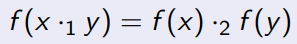 f(x ·₁ y) = f(x) ·₂ f(y)